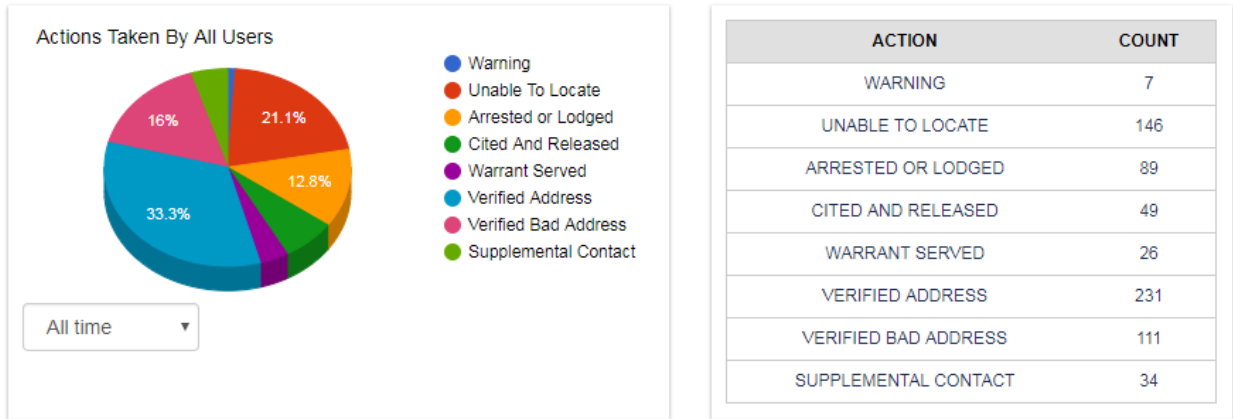 Actions Taken By All Users
16%
21.1%
12.8%
33.3%
Warning
Unable To Locate
Arrested or Lodged
Cited And Released
Warrant Served
Verified Address
Verified Bad Address
Supplemental Contact
All time
ACTION COUNT
WARNING 7
UNABLE TO LOCATE 146
ARRESTED OR LODGED 89
CITED AND RELEASED 49
WARRANT SERVED 26
VERIFIED ADDRESS 231
VERIFIED BAD ADDRESS 111
SUPPLEMENTAL CONTACT 34